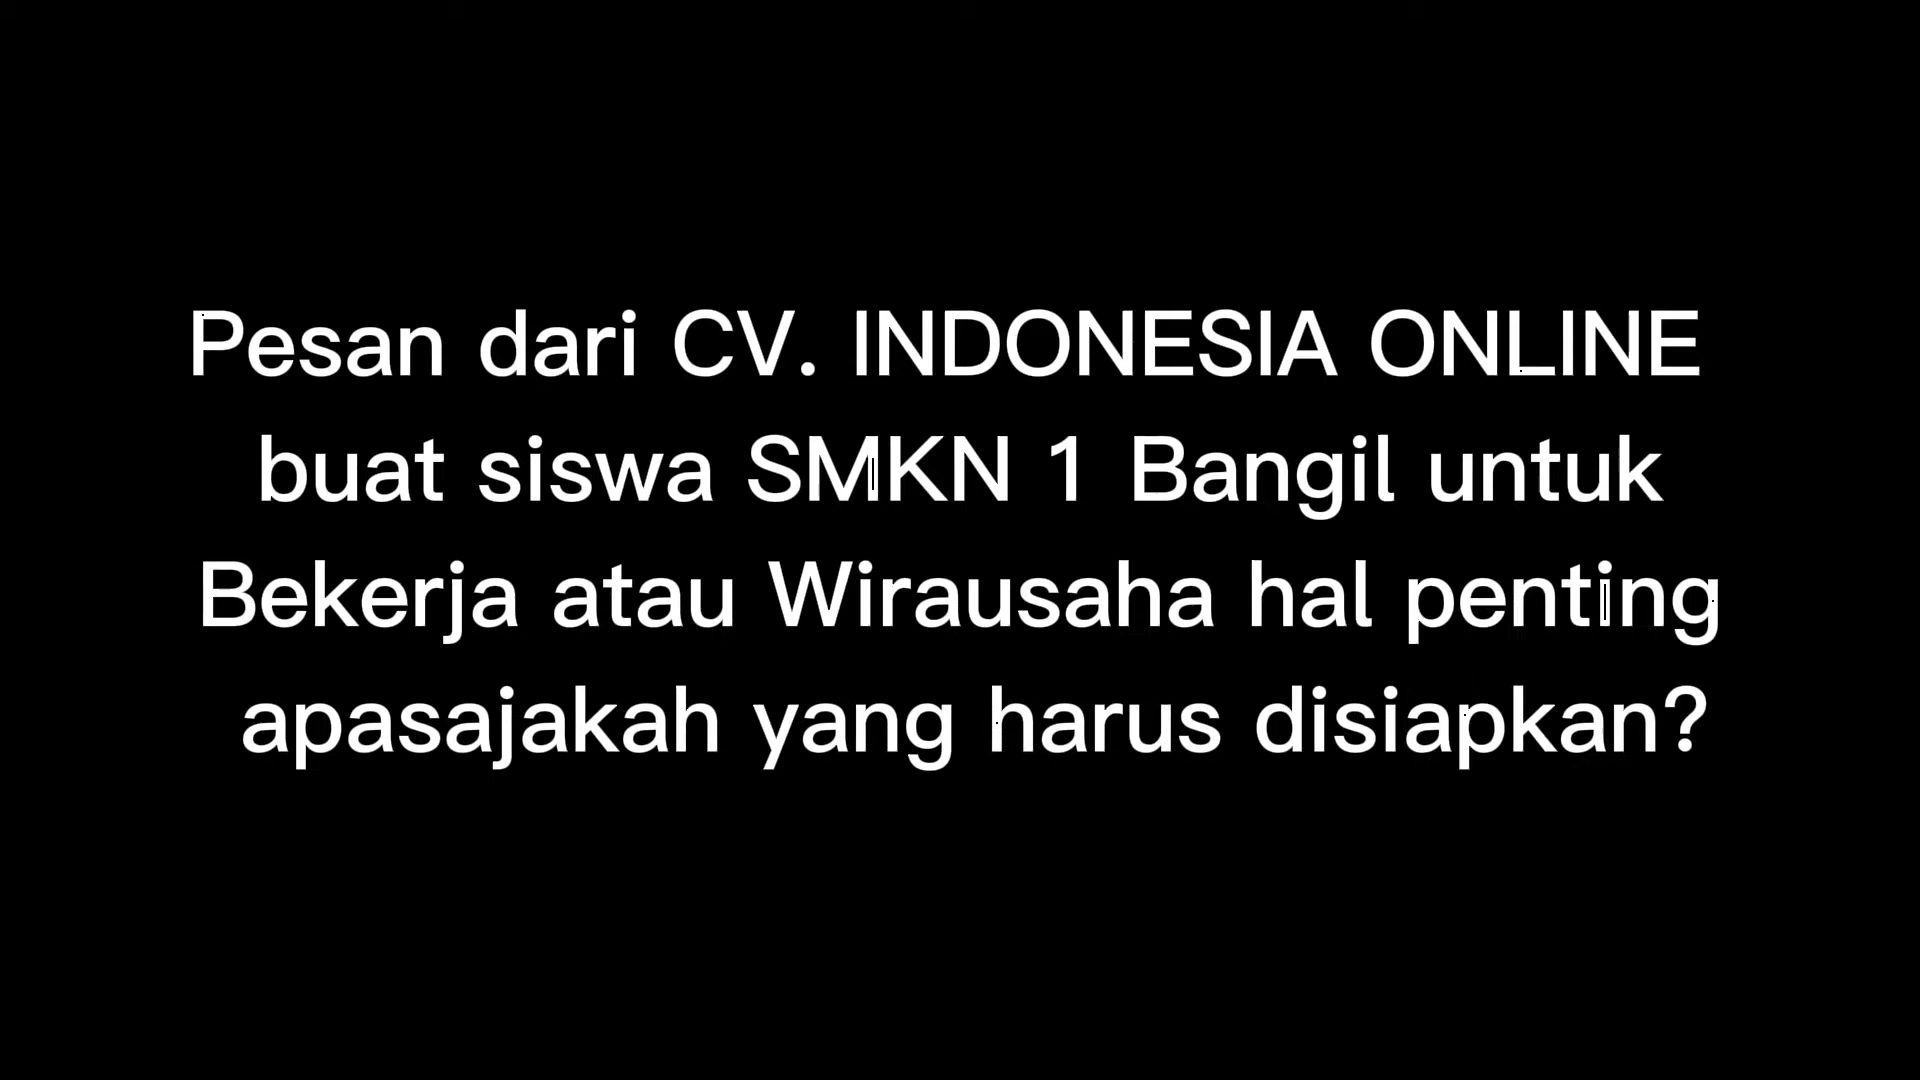 Pesan dari CV. INDONESIA ONLINE
buat siswa SMKN 1 Bangil untuk
Bekerja atau Wirausaha hal penting
apasajakah yang harus disiapkan?